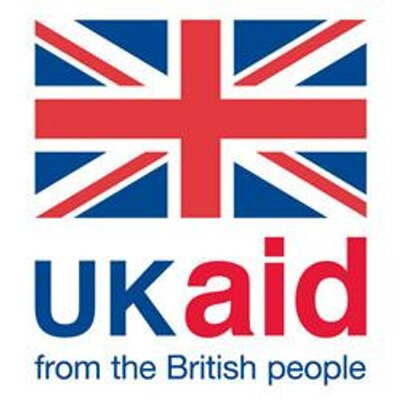 UKaid
from the British people